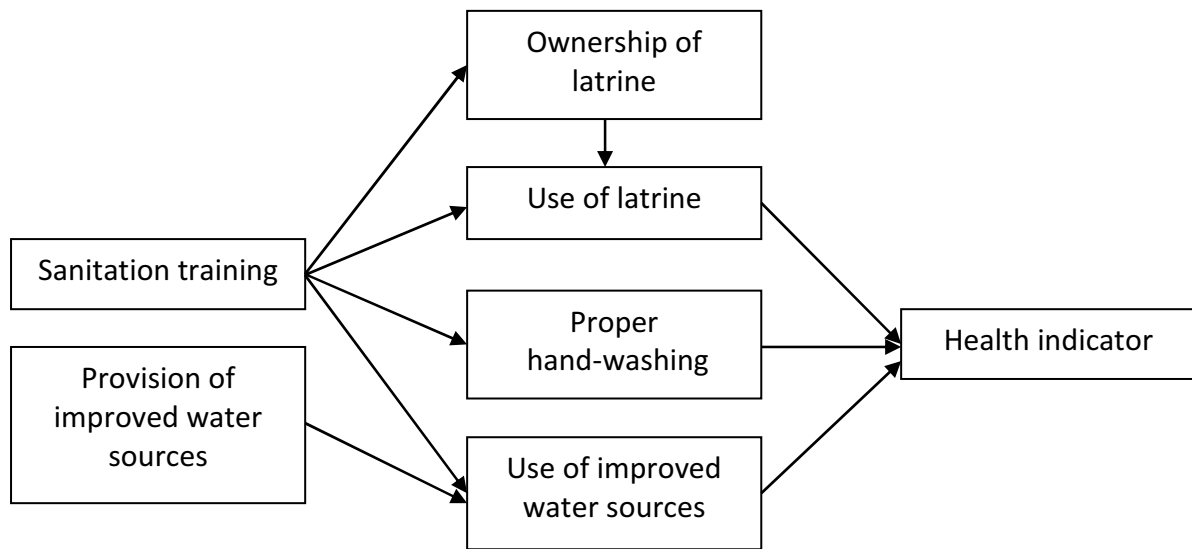 Ownership of
latrine
Use of latrine
Sanitation training
Proper
hand-washing
Health indicator
Provision of
improved water
sources
Use of improved
water sources